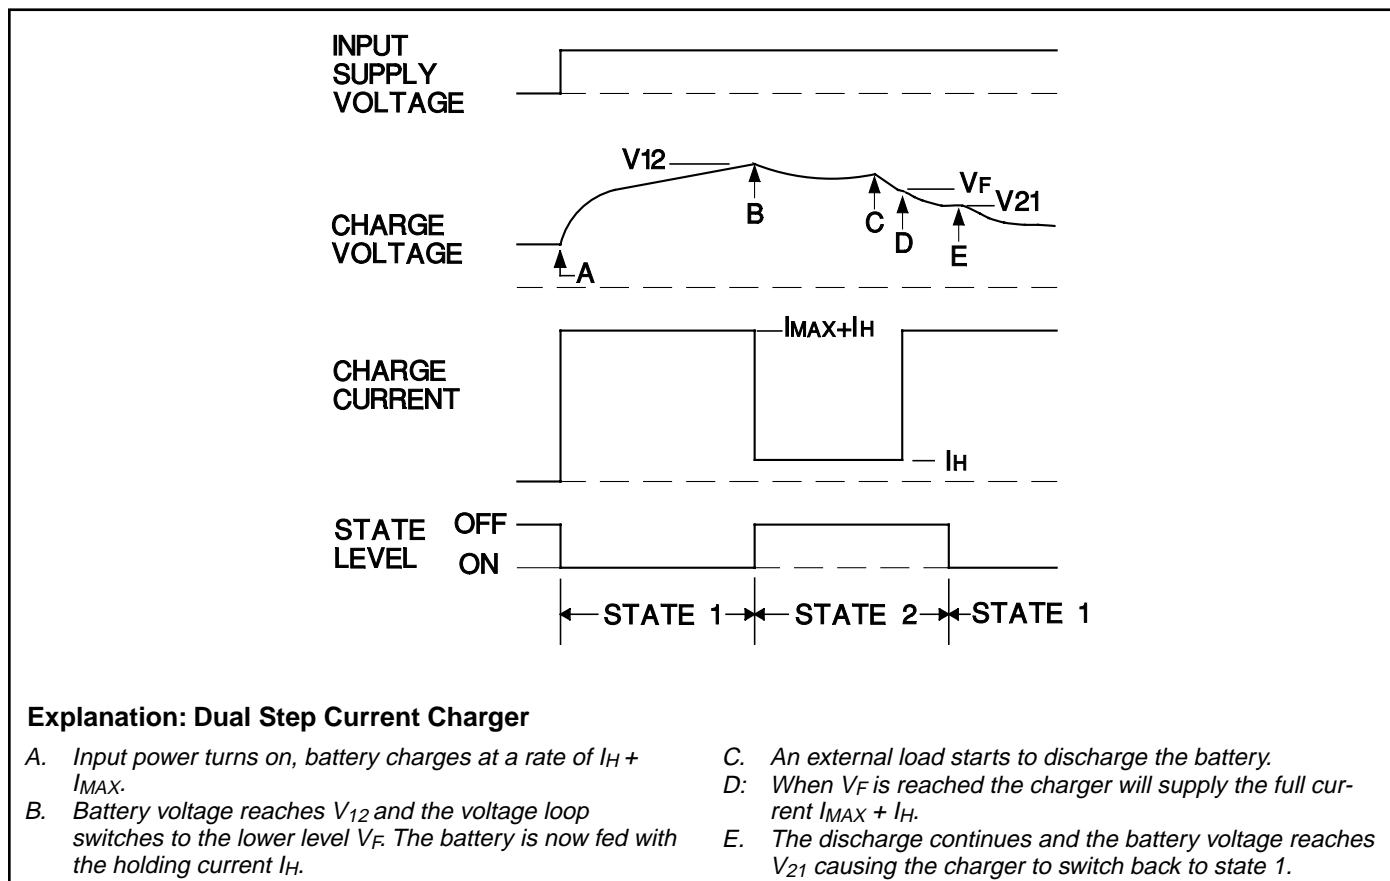 INPUT
SUPPLY
VOLTAGE
V12
VF
V21
CHARGE
VOLTAGE
A
B
C
D
E
IMAX+IH
CHARGE
CURRENT
IH
STATE
LEVEL
OFF
ON
STATE 1
STATE 2
STATE 1
Explanation: Dual Step Current Charger
A. Input power turns on, battery charges at a rate of IH +
IMAX.
B. Battery voltage reaches V12 and the voltage loop
switches to the lower level VF. The battery is now fed with
the holding current IH.
C. An external load starts to discharge the battery.
D: When VF is reached the charger will supply the full cur-
rent IMAX + IH.
E. The discharge continues and the battery voltage reaches
V21 causing the charger to switch back to state 1.